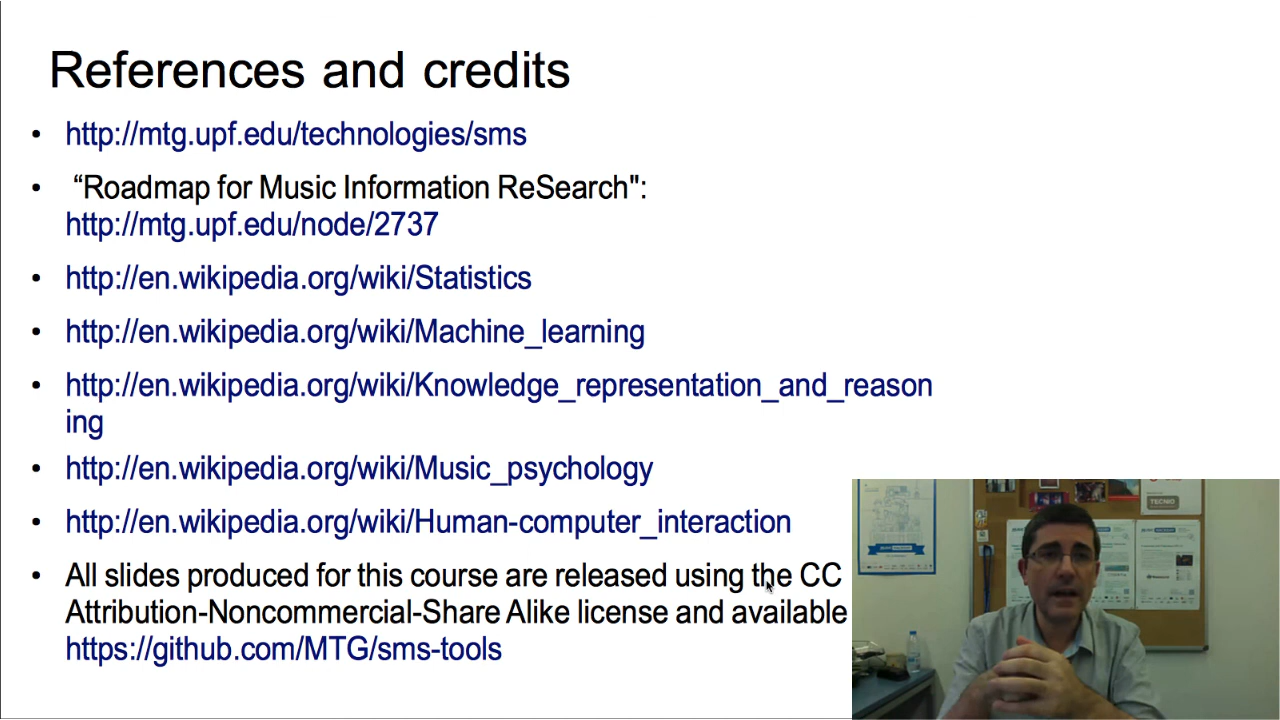 References and credits
• http://mtg.upf.edu/technologies/sms
• “Roadmap for Music Information ReSearch":
http://mtg.upf.edu/node/2737
• http://en.wikipedia.org/wiki/Statistics
• http://en.wikipedia.org/wiki/Machine_learning
• http://en.wikipedia.org/wiki/Knowledge_representation_and_reason
ing
• http://en.wikipedia.org/wiki/Music_psychology
• http://en.wikipedia.org/wiki/Human-computer_interaction
• All slides produced for this course are released using the CC
Attribution-Noncommercial-Share Alike license and available
https://github.com/MTG/sms-tools
TECNIO